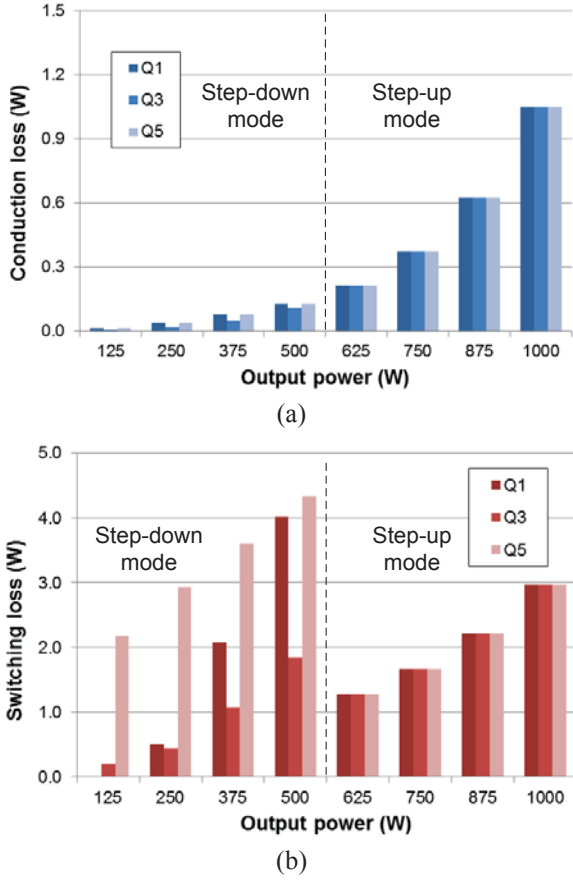 1.5
1.2
0.9
0.6
0.3
0.0
Conduction loss (W)
Q1
Q3
Q5
Step-down
mode
Step-up
mode
125 250 375 500 625 750 875 1000
Output power (W)
(a)
5.0
4.0
3.0
2.0
1.0
0.0
Switching loss (W)
Step-down
mode
Step-up
mode
Q1
Q3
Q5
125 250 375 500 625 750 875 1000
Output power (W)
(b)